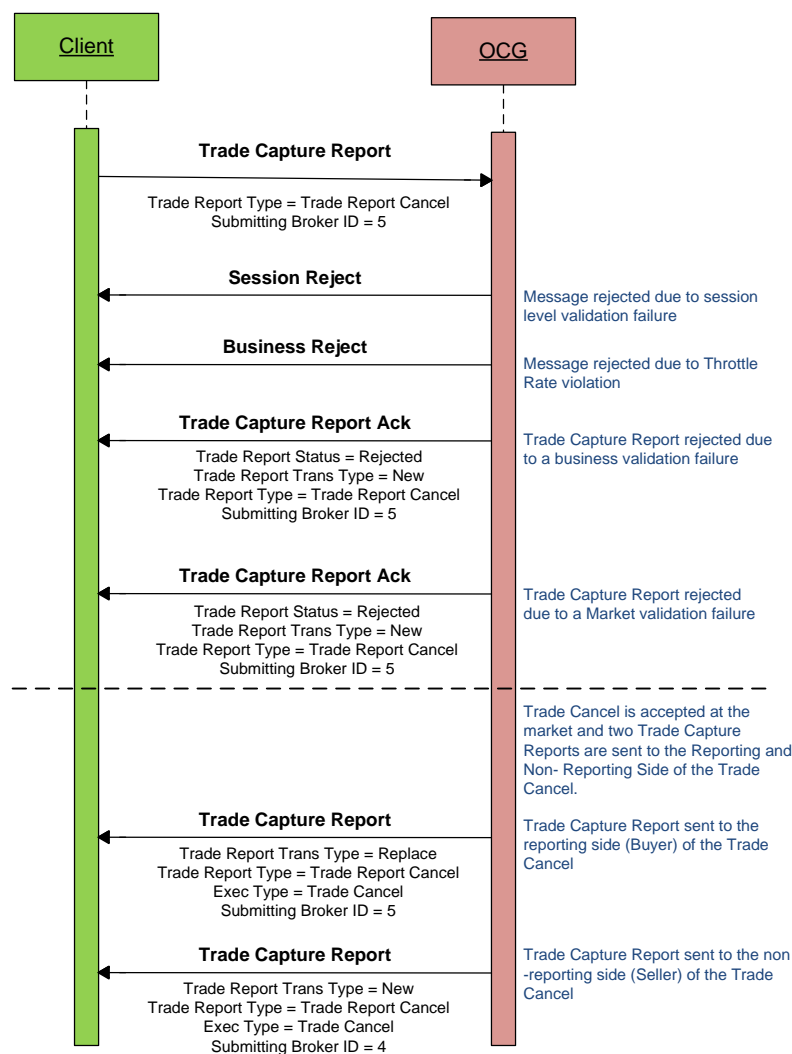 Client
OCG
Trade Capture Report
Trade Report Type = Trade Report Cancel
Submitting Broker ID = 5
Session Reject
Message rejected due to session
level validation failure
Business Reject
Message rejected due to Throttle
Rate violation
Trade Capture Report Ack
Trade Capture Report rejected due
to a business validation failure
Trade Report Status = Rejected
Trade Report Trans Type = New
Trade Report Type = Trade Report Cancel
Submitting Broker ID = 5
Trade Capture Report Ack
Trade Capture Report rejected
due to a Market validation failure
Trade Report Status = Rejected
Trade Report Trans Type = New
Trade Report Type = Trade Report Cancel
Submitting Broker ID = 5
Trade Cancel is accepted at the
market and two Trade Capture
Reports are sent to the Reporting and
Non- Reporting Side of the Trade
Cancel.
Trade Capture Report
Trade Capture Report sent to the
reporting side (Buyer) of the Trade
Cancel
Trade Report Trans Type = Replace
Trade Report Type = Trade Report Cancel
Exec Type = Trade Cancel
Submitting Broker ID = 5
Trade Capture Report
Trade Capture Report sent to the non
-reporting side (Seller) of the Trade
Cancel
Trade Report Trans Type = New
Trade Report Type = Trade Report Cancel
Exec Type = Trade Cancel
Submitting Broker ID = 4